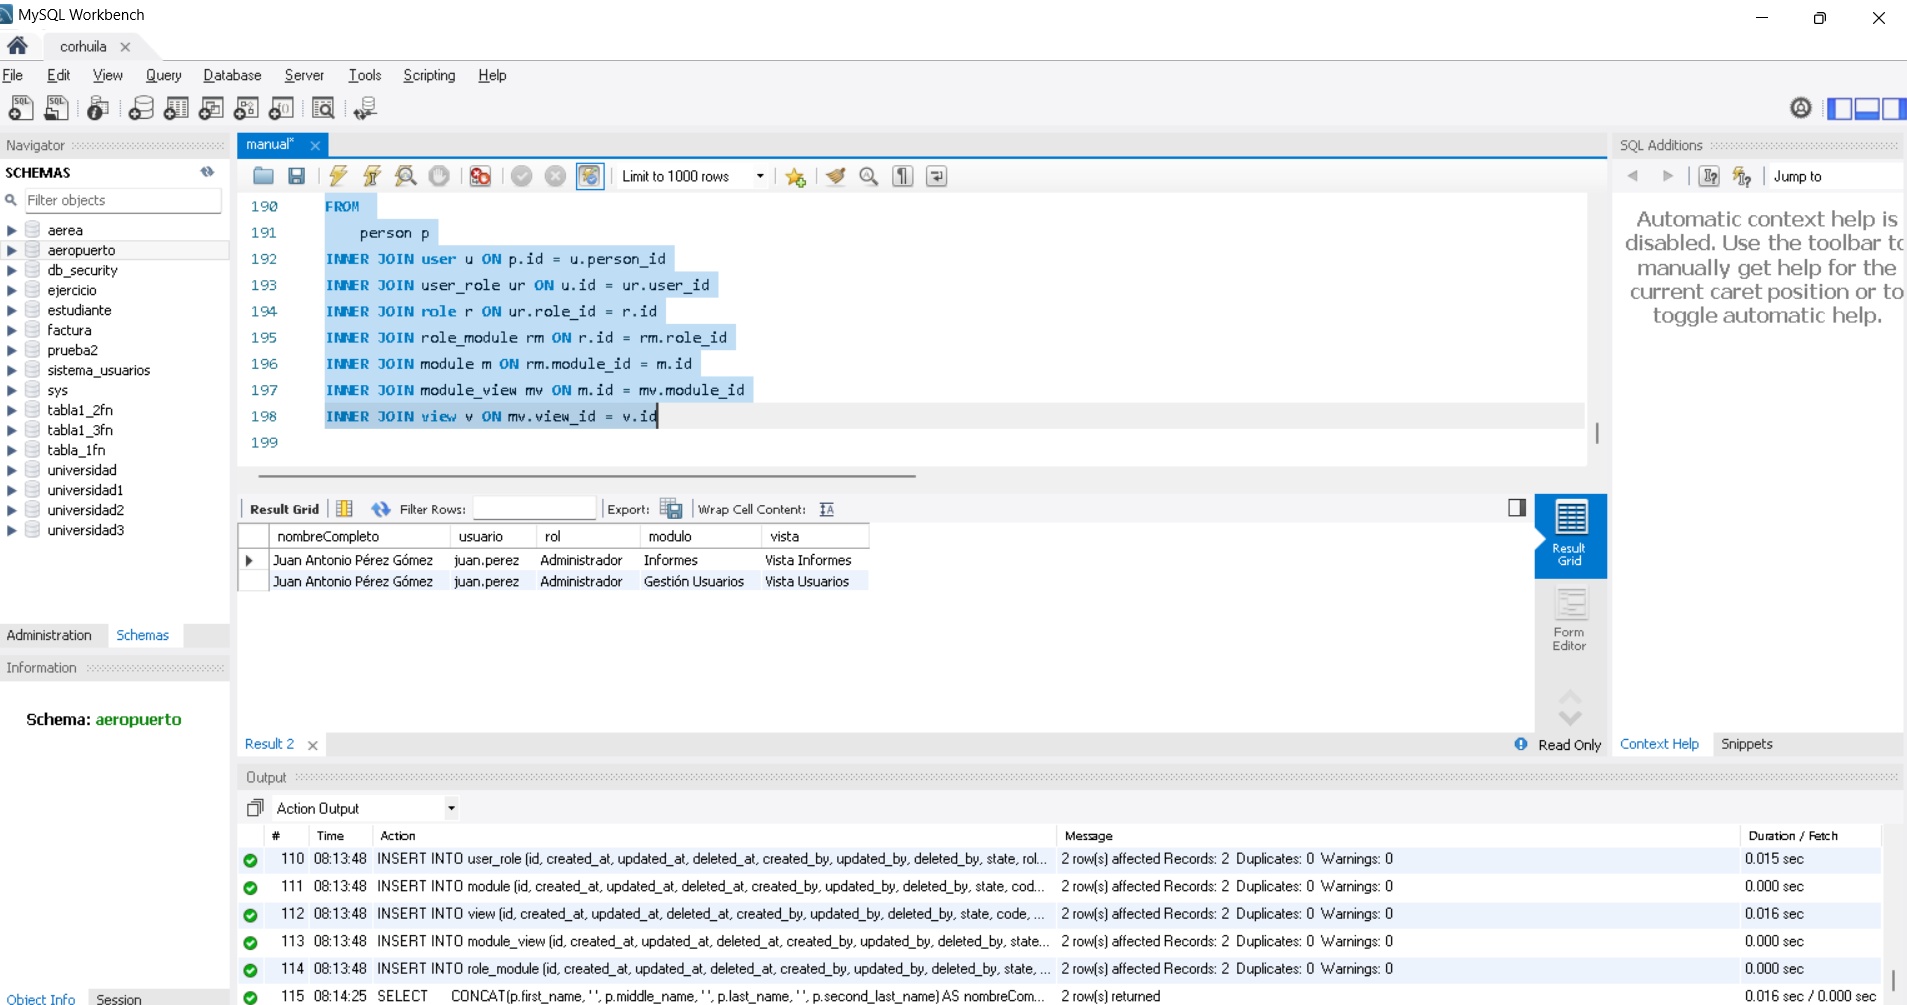 MySQL Workbench
corhuila
File Edit View Query Database Server Tools Scripting Help
Navigator
SCHEMAS
Filter objects
aerea
aeropuerto
db_security
ejercicio
estudiante
factura
prueba2
sistema_usuarios
sys
tabla1_2fn
tabla1_3fn
tabla_1fn
universidad
universidad1
universidad2
universidad3
Administration Schemas
Information
Schema: aeropuerto
Object Info Session
manual*
Limit to 1000 rows
190 FROM
191 person p
192 INNER JOIN user u ON p.id = u.person_id
193 INNER JOIN user_role ur ON u.id = ur.user_id
194 INNER JOIN role r ON ur.role_id = r.id
195 INNER JOIN role_module rm ON r.id = rm.role_id
196 INNER JOIN module m ON rm.module_id = m.id
197 INNER JOIN module_view mv ON m.id = mv.module_id
198 INNER JOIN view v ON mv.view_id = v.id
199
Result Grid Filter Rows: Export: Wrap Cell Content:
nombreCompleto usuario rol modulo vista
Juan Antonio Pérez Gómez juan.perez Administrador Informes Vista Informes
Juan Antonio Pérez Gómez juan.perez Administrador Gestión Usuarios Vista Usuarios
Result
Grid
Form
Editor
Result 2 Read Only
SQL Additions
Jump to
Automatic context help is
disabled. Use the toolbar to
manually get help for the
current caret position or to
toggle automatic help.
Context Help Snippets
Output
Action Output
# Time Action Message Duration / Fetch
110 08:13:48 INSERT INTO user_role (id, created_at, updated_at, deleted_at, created_by, updated_by, deleted_by, state, rol... 2 row(s) affected Records: 2 Duplicates: 0 Warnings: 0 0.015 sec
111 08:13:48 INSERT INTO module (id, created_at, updated_at, deleted_at, created_by, updated_by, deleted_by, state, cod... 2 row(s) affected Records: 2 Duplicates: 0 Warnings: 0 0.000 sec
112 08:13:48 INSERT INTO view (id, created_at, updated_at, deleted_at, created_by, updated_by, deleted_by, state, code, ... 2 row(s) affected Records: 2 Duplicates: 0 Warnings: 0 0.016 sec
113 08:13:48 INSERT INTO module_view (id, created_at, updated_at, deleted_at, created_by, updated_by, deleted_by, state... 2 row(s) affected Records: 2 Duplicates: 0 Warnings: 0 0.000 sec
114 08:13:48 INSERT INTO role_module (id, created_at, updated_at, deleted_at, created_by, updated_by, deleted_by, state, ... 2 row(s) affected Records: 2 Duplicates: 0 Warnings: 0 0.000 sec
115 08:14:25 SELECT CONCAT(p.first_name, ' ', p.middle_name, ' ', p.last_name, ' ', p.second_last_name) AS nombreCom... 2 row(s) returned 0.016 sec / 0.000 sec